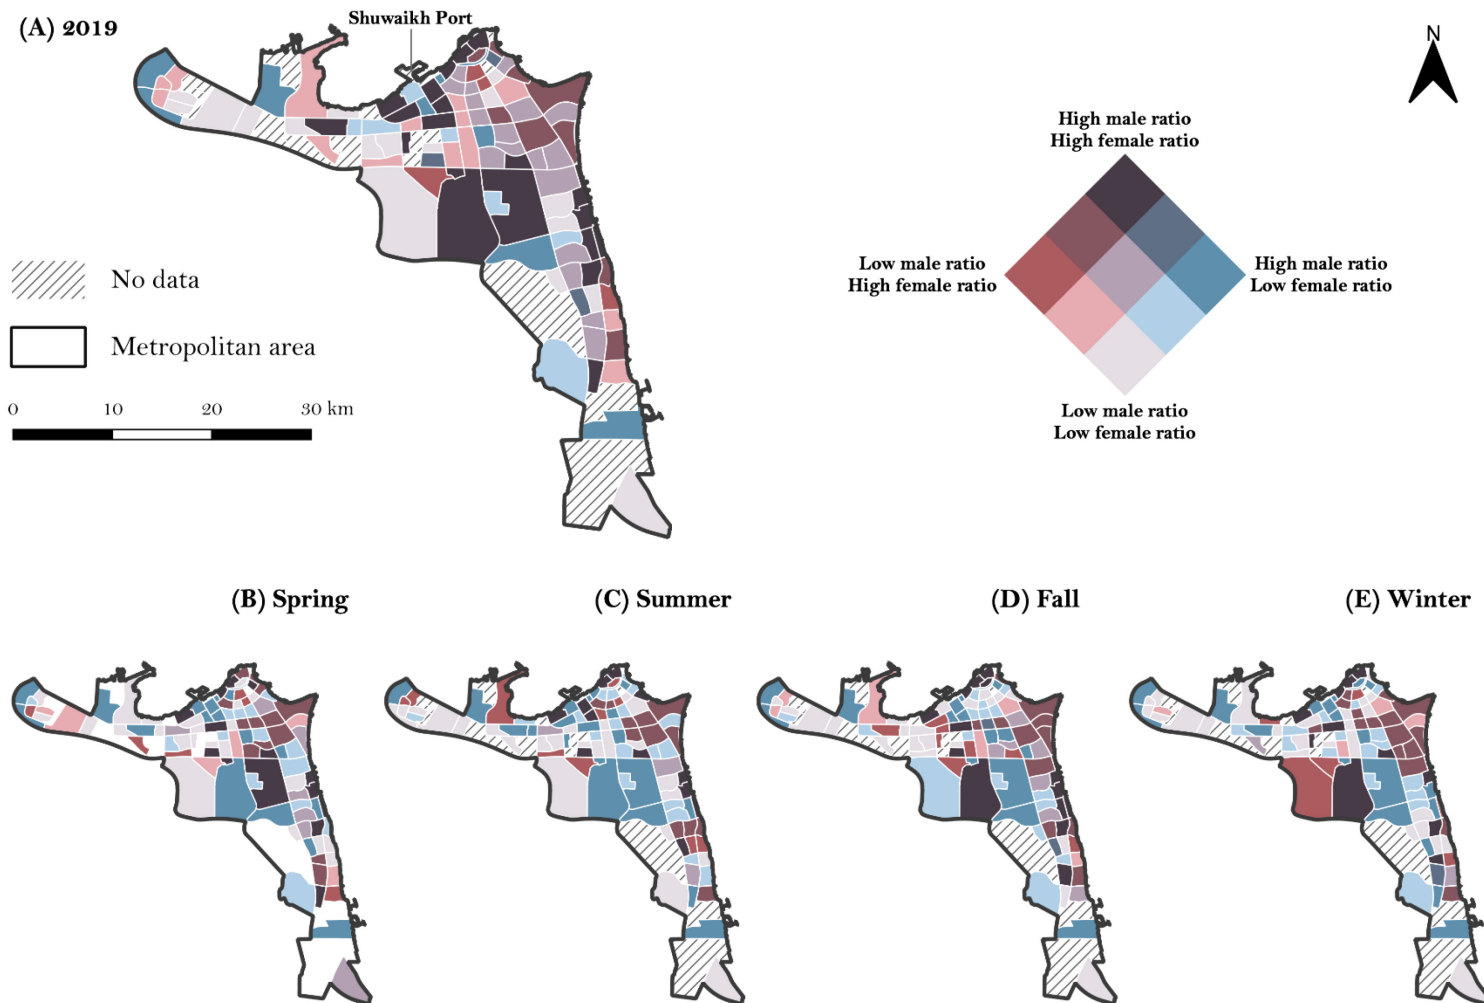 (A) 2019
Shuwaikh Port
N
High male ratio
High female ratio
Low male ratio
High female ratio
High male ratio
Low female ratio
Low male ratio
Low female ratio
No data
Metropolitan area
0 10 20 30 km
(B) Spring
(C) Summer
(D) Fall
(E) Winter